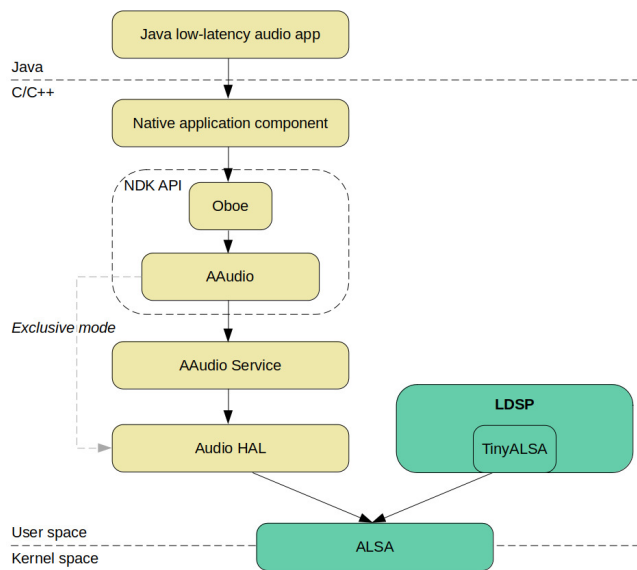 Java low-latency audio app
Java
C/C++
Native application component
NDK API
Oboe
AAudio
Exclusive mode
AAudio Service
LDSP
TinyALSA
Audio HAL
User space
ALSA
Kernel space